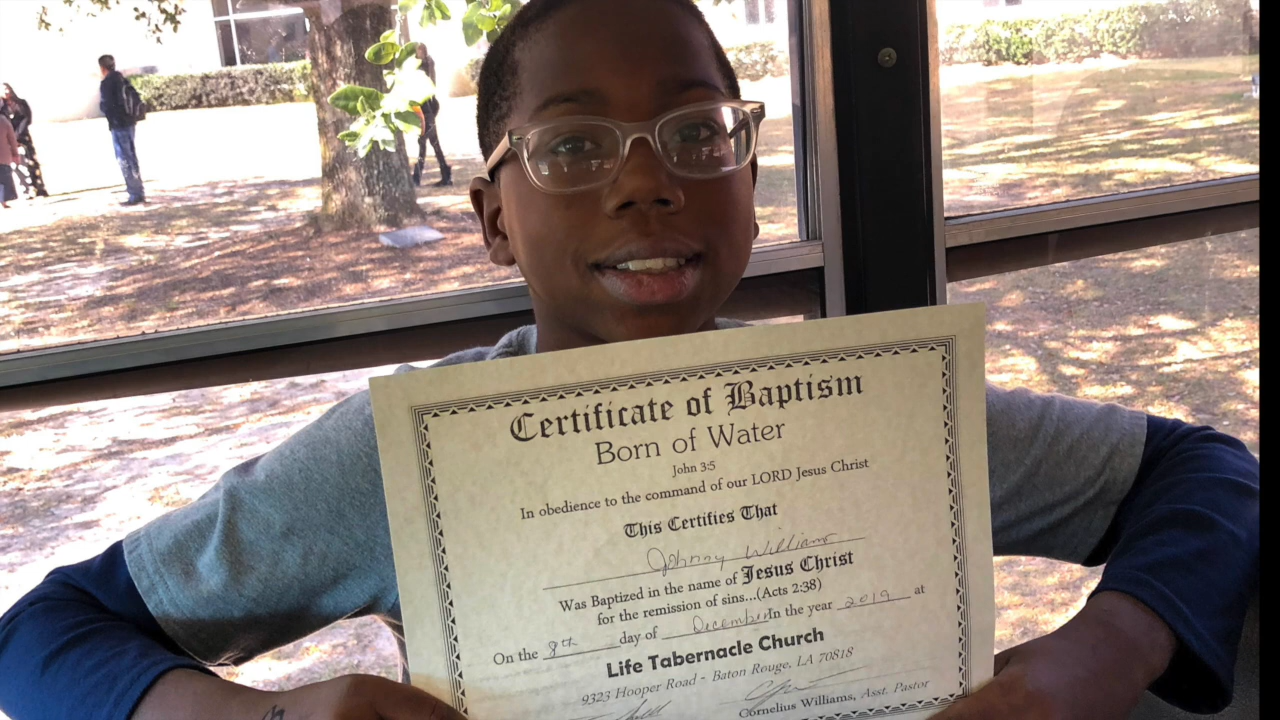 Certificate of Baptism
Born of Water
John 3:5
In obedience to the command of our LORD Jesus Christ
This Certifies That
Johnny Williams
Was Baptized in the name of Jesus Christ
for the remission of sins...(Acts 2:38)
On the 8th day of December In the year 2019 at
Life Tabernacle Church
9323 Hooper Road - Baton Rouge, LA 70818
Cornelius Williams, Asst. Pastor